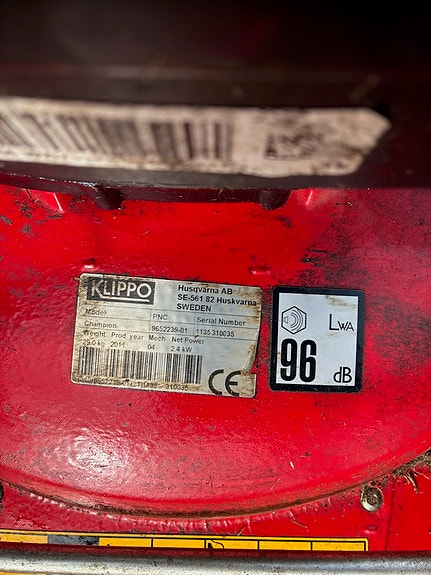 KLIPPO
Husqvarna AB
SE-561 82 Huskvarna
SWEDEN
Model PNC Serial Number
Champion 9652239-01 1135 310035
Weight Prod. year Mech Net Power
29.0 kg 2011 04 2.4 kW
CE
LWA
96 dB